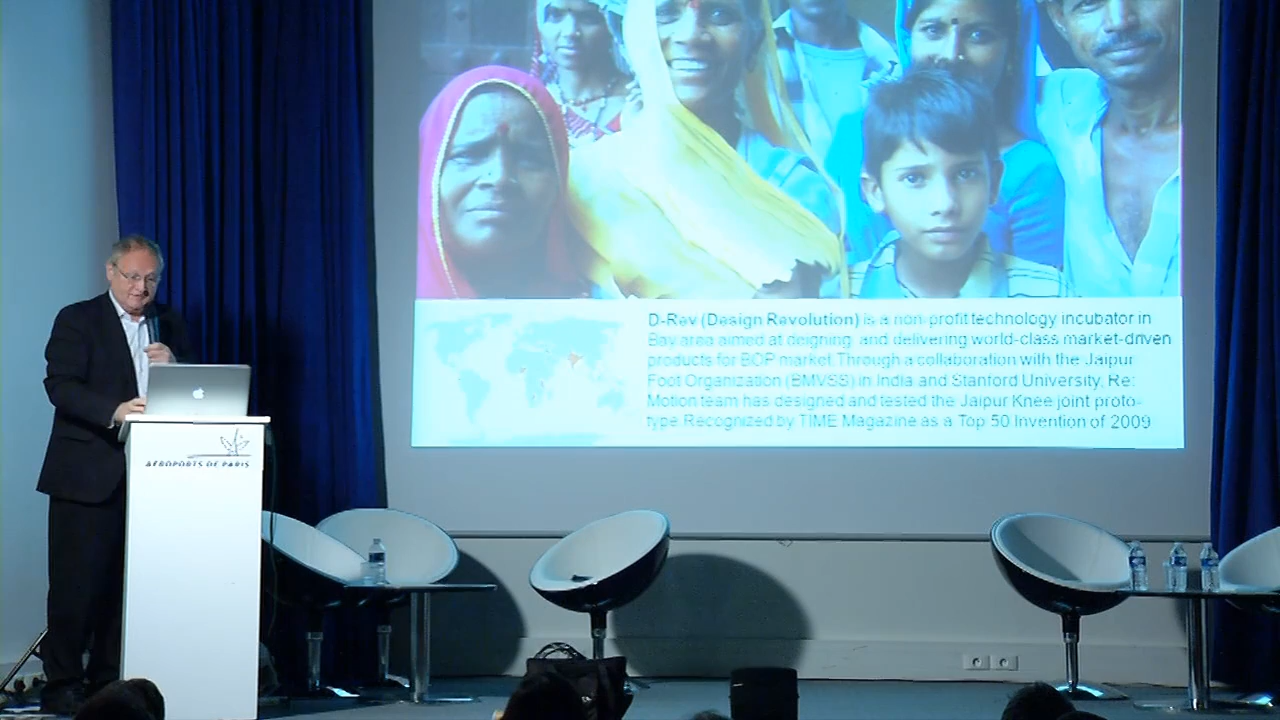 D-Rev (Design Revolution) is a non-profit technology incubator in
Bay area aimed at deigning and delivering world-class market-driven
products for BOP market.Through a collaboration with the Jaipur
Foot Organization (BMVSS) in India and Stanford University, Re:
Motion team has designed and tested the Jaipur Knee joint proto-
type.Recognized by TIME Magazine as a Top 50 Invention of 2009
AÉROPORTS DE PARIS